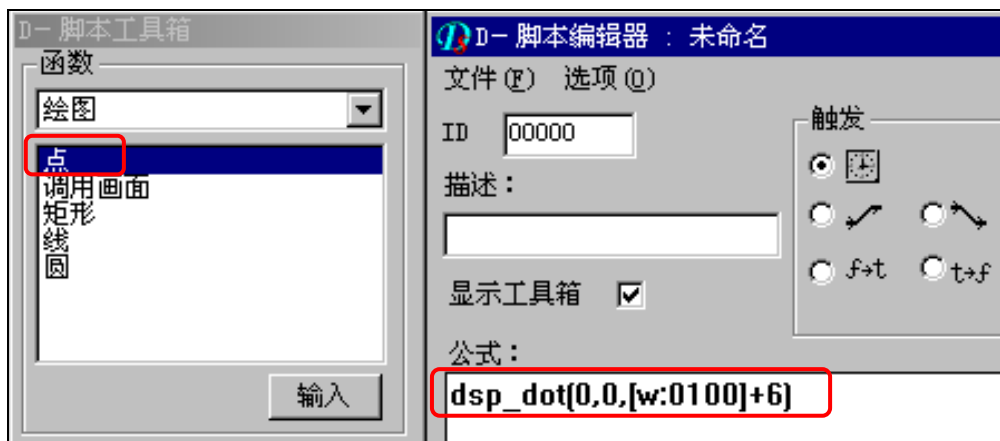 D- 脚本工具箱
函数
绘图
点
调用画面
矩形
线
圆
输入
D- 脚本编辑器 : 未命名
文件(F) 选项(O)
ID 00000
描述:
显示工具箱
触发
f→t t→f
公式:
dsp_dot(0,0,[w:0100]+6)